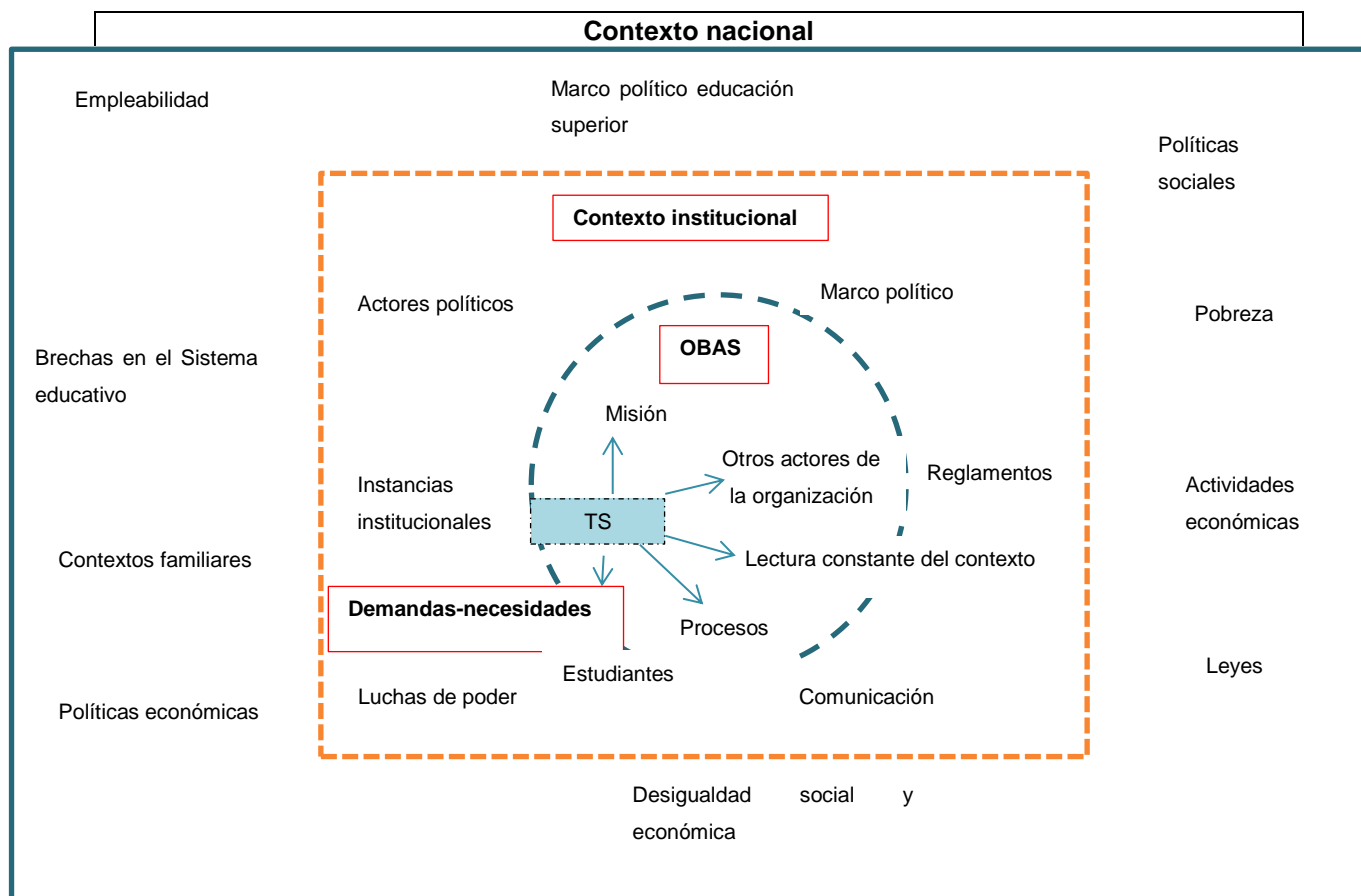 Contexto nacional
Empleabilidad
Marco político educación
superior
Políticas
sociales
Contexto institucional
Actores políticos
Marco político
Pobreza
OBAS
Brechas en el Sistema
educativo
Misión
Otros actores de
la organización
Reglamentos
Instancias
institucionales
Actividades
económicas
TS
Contextos familiares
Lectura constante del contexto
Demandas-necesidades
Procesos
Estudiantes
Leyes
Luchas de poder
Comunicación
Políticas económicas
Desigualdad social y
económica